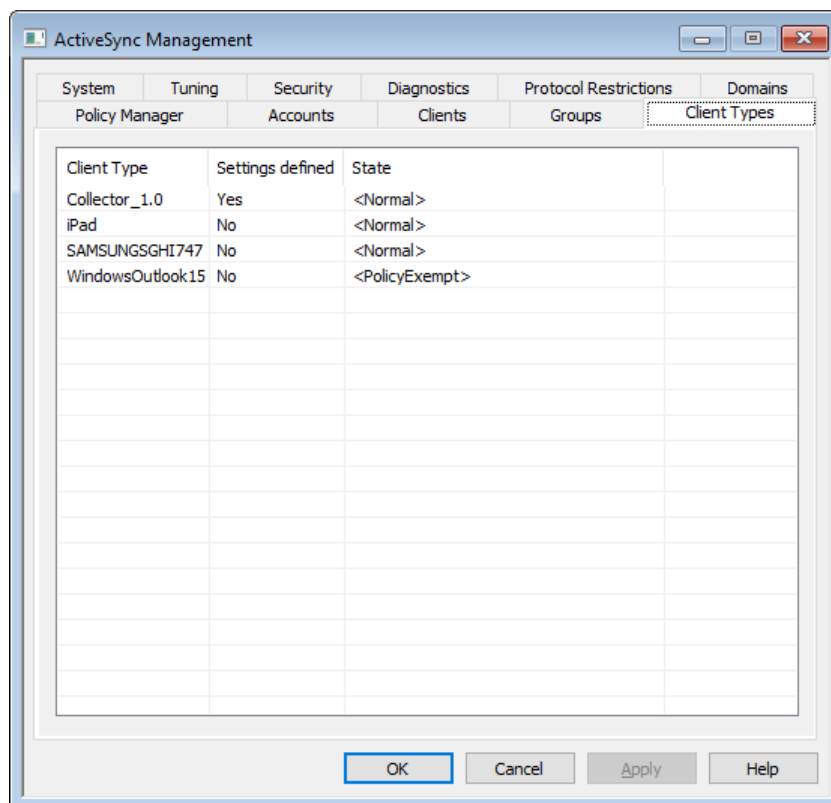 ActiveSync Management
System Tuning Security Diagnostics Protocol Restrictions Domains
Policy Manager Accounts Clients Groups Client Types
Client Type Settings defined State
Collector_1.0 Yes <Normal>
iPad No <Normal>
SAMSUNGSGHI747 No <Normal>
WindowsOutlook15 No <PolicyExempt>
OK Cancel Apply Help